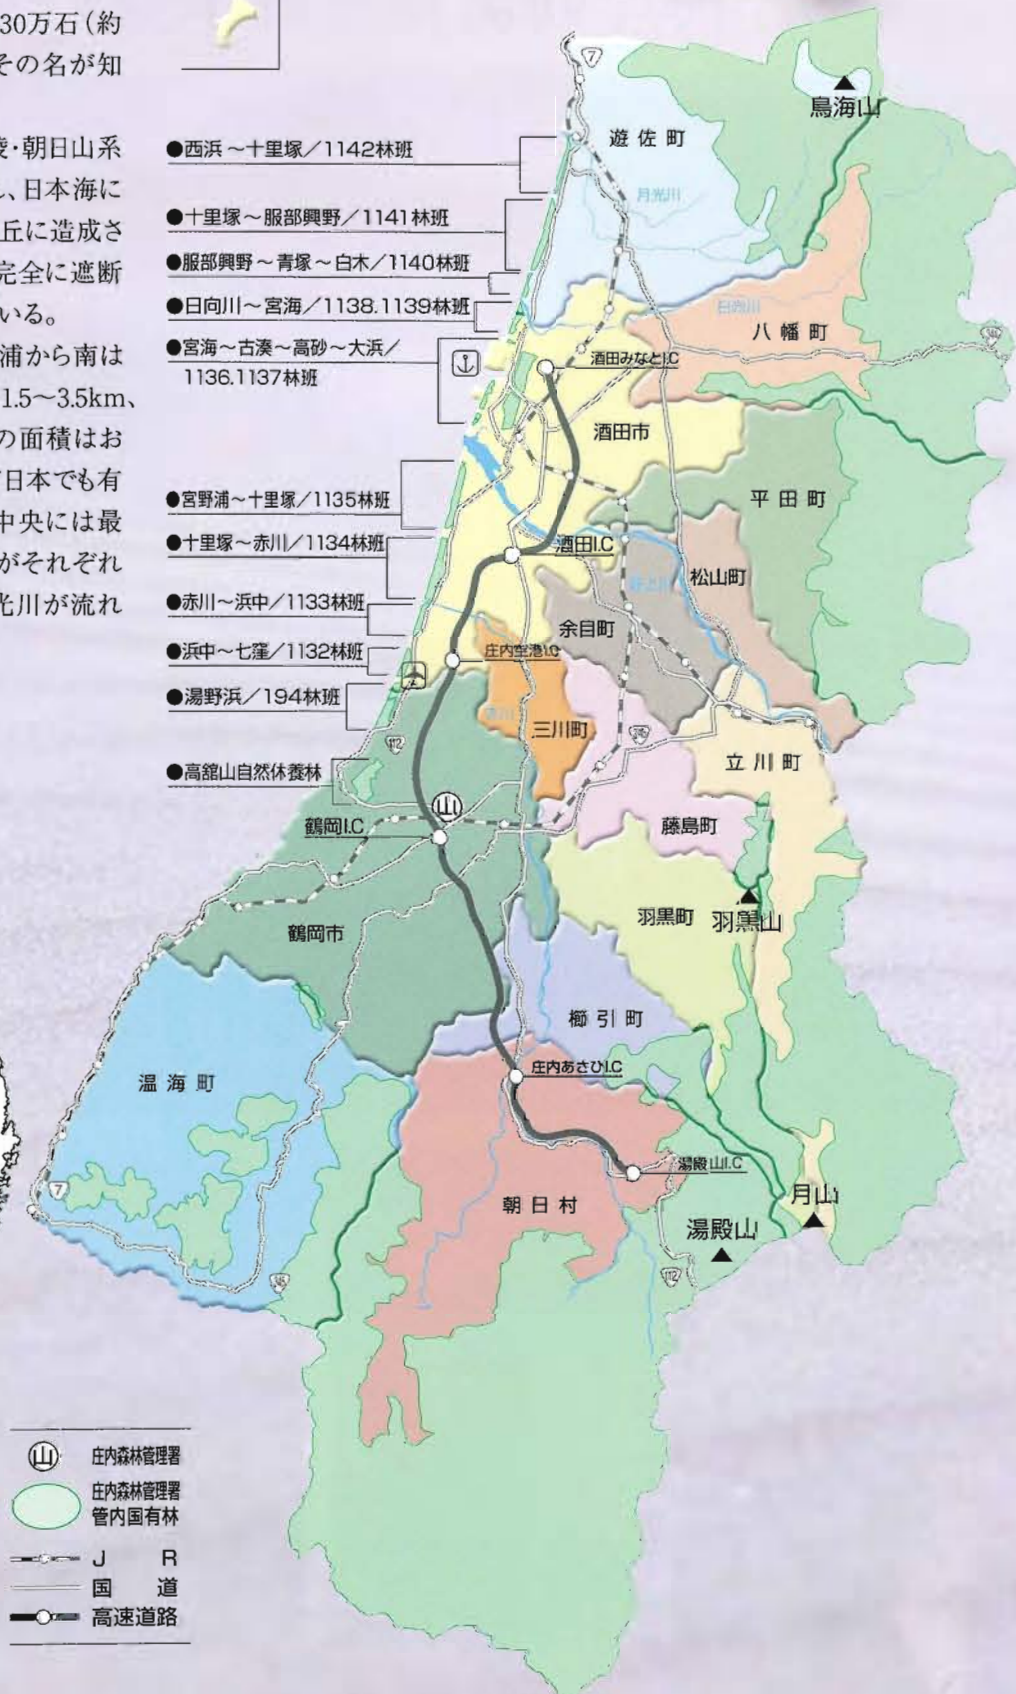 30万石(約
その名が知
・朝日山系
、日本海に
丘に造成さ
完全に遮断
いる。
浦から南は
1.5～3.5km、
の面積はお
日本でも有
中央には最
がそれぞれ
光川が流れ
●西浜～十里塚／1142林班
●十里塚～服部興野／1141林班
●服部興野～青塚～白木／1140林班
●日向川～宮海／1138.1139林班
●宮海～古湊～高砂～大浜／
1136.1137林班
●宮野浦～十里塚／1135林班
●十里塚～赤川／1134林班
●赤川～浜中／1133林班
●浜中～七窪／1132林班
●湯野浜／194林班
●高舘山自然休養林
7
鳥海山
遊佐町
月光川
日向川
八幡町
酒田みなとI.C
酒田市
平田町
酒田I.C
最上川
松山町
余目町
庄内空港I.C
赤川
三川町
112
立川町
山
鶴岡I.C
藤島町
羽黒町
羽黒山
鶴岡市
櫛引町
庄内あさひI.C
温海町
湯殿山I.C
7
朝日村
月山
湯殿山
112
山 庄内森林管理署
庄内森林管理署
管内国有林
J R
国 道
高速道路